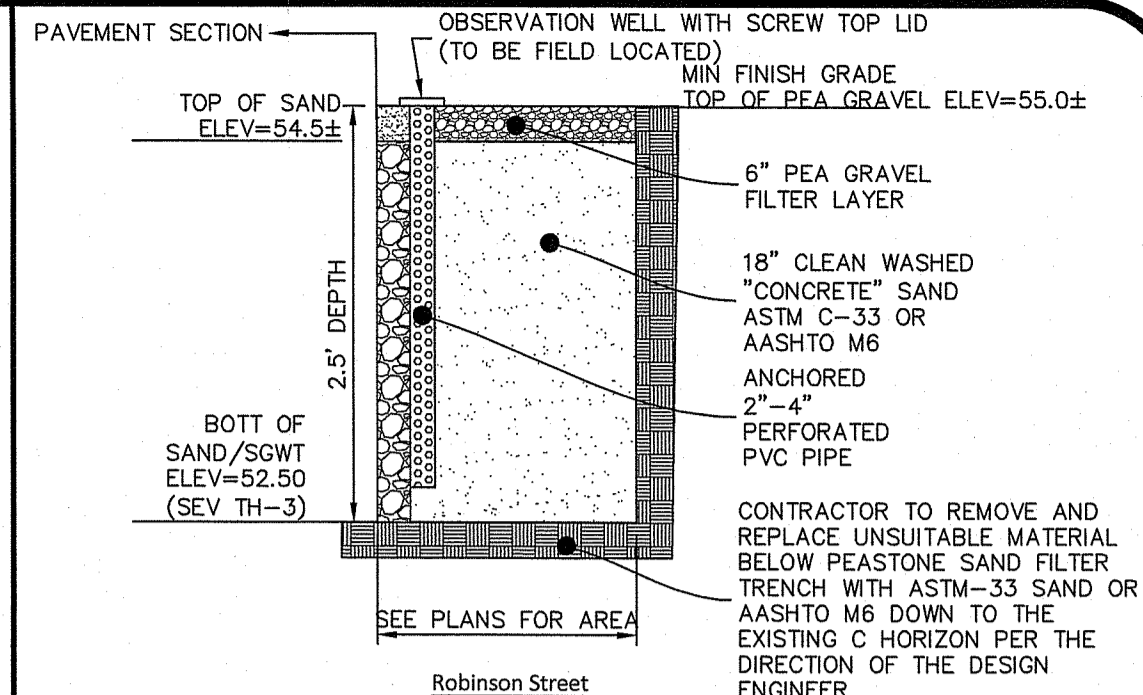 PAVEMENT SECTION
OBSERVATION WELL WITH SCREW TOP LID
(TO BE FIELD LOCATED)
MIN FINISH GRADE
TOP OF PEA GRAVEL ELEV=55.0±
TOP OF SAND
ELEV=54.5±
6" PEA GRAVEL
FILTER LAYER
18" CLEAN WASHED
"CONCRETE" SAND
ASTM C-33 OR
AASHTO M6
2.5' DEPTH
ANCHORED
2"-4"
PERFORATED
PVC PIPE
BOTT OF
SAND/SGWT
ELEV=52.50
(SEV TH-3)
CONTRACTOR TO REMOVE AND
REPLACE UNSUITABLE MATERIAL
BELOW PEASTONE SAND FILTER
TRENCH WITH ASTM-33 SAND OR
AASHTO M6 DOWN TO THE
EXISTING C HORIZON PER THE
DIRECTION OF THE DESIGN
ENGINEER
SEE PLANS FOR AREA
Robinson Street